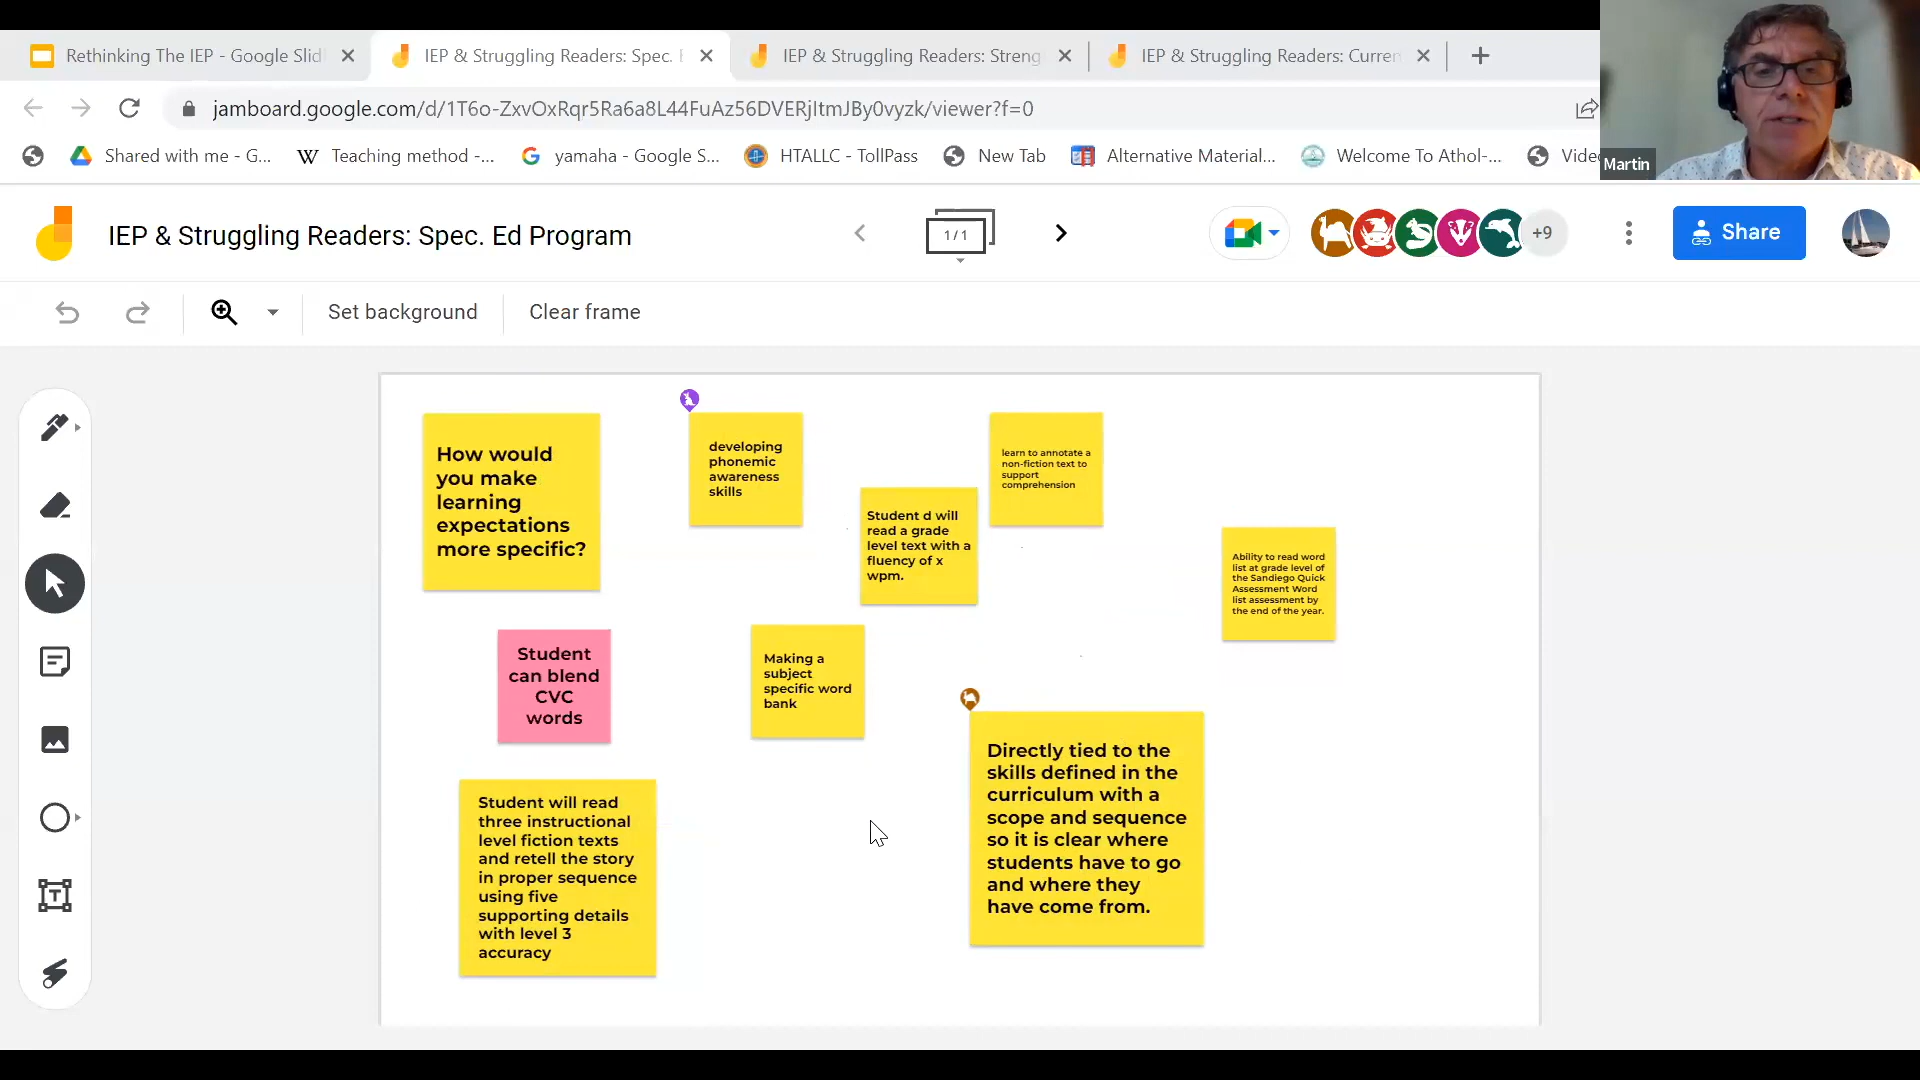 Rethinking The IEP - Google Slid
IEP & Struggling Readers: Spec. E
IEP & Struggling Readers: Streng
IEP & Struggling Readers: Curren
jamboard.google.com/d/1T6o-ZxvOxRqr5Ra6a8L44FuAz56DVERjItmJBy0vyzk/viewer?f=0
Shared with me - G...
Teaching method -...
yamaha - Google S...
HTALLC - TollPass
New Tab
Alternative Material...
Welcome To Athol-...
Vide
Martin
IEP & Struggling Readers: Spec. Ed Program
1 / 1
+9
Share
Set background
Clear frame
How would
you make
learning
expectations
more specific?
developing
phonemic
awareness
skills
Student d will
read a grade
level text with a
fluency of x
wpm.
learn to annotate a
non-fiction text to
support
comprehension
Ability to read word
list at grade level of
the Sandiego Quick
Assessment Word
list assessment by
the end of the year.
Student
can blend
CVC
words
Making a
subject
specific word
bank
Student will read
three instructional
level fiction texts
and retell the story
in proper sequence
using five
supporting details
with level 3
accuracy
Directly tied to the
skills defined in the
curriculum with a
scope and sequence
so it is clear where
students have to go
and where they
have come from.